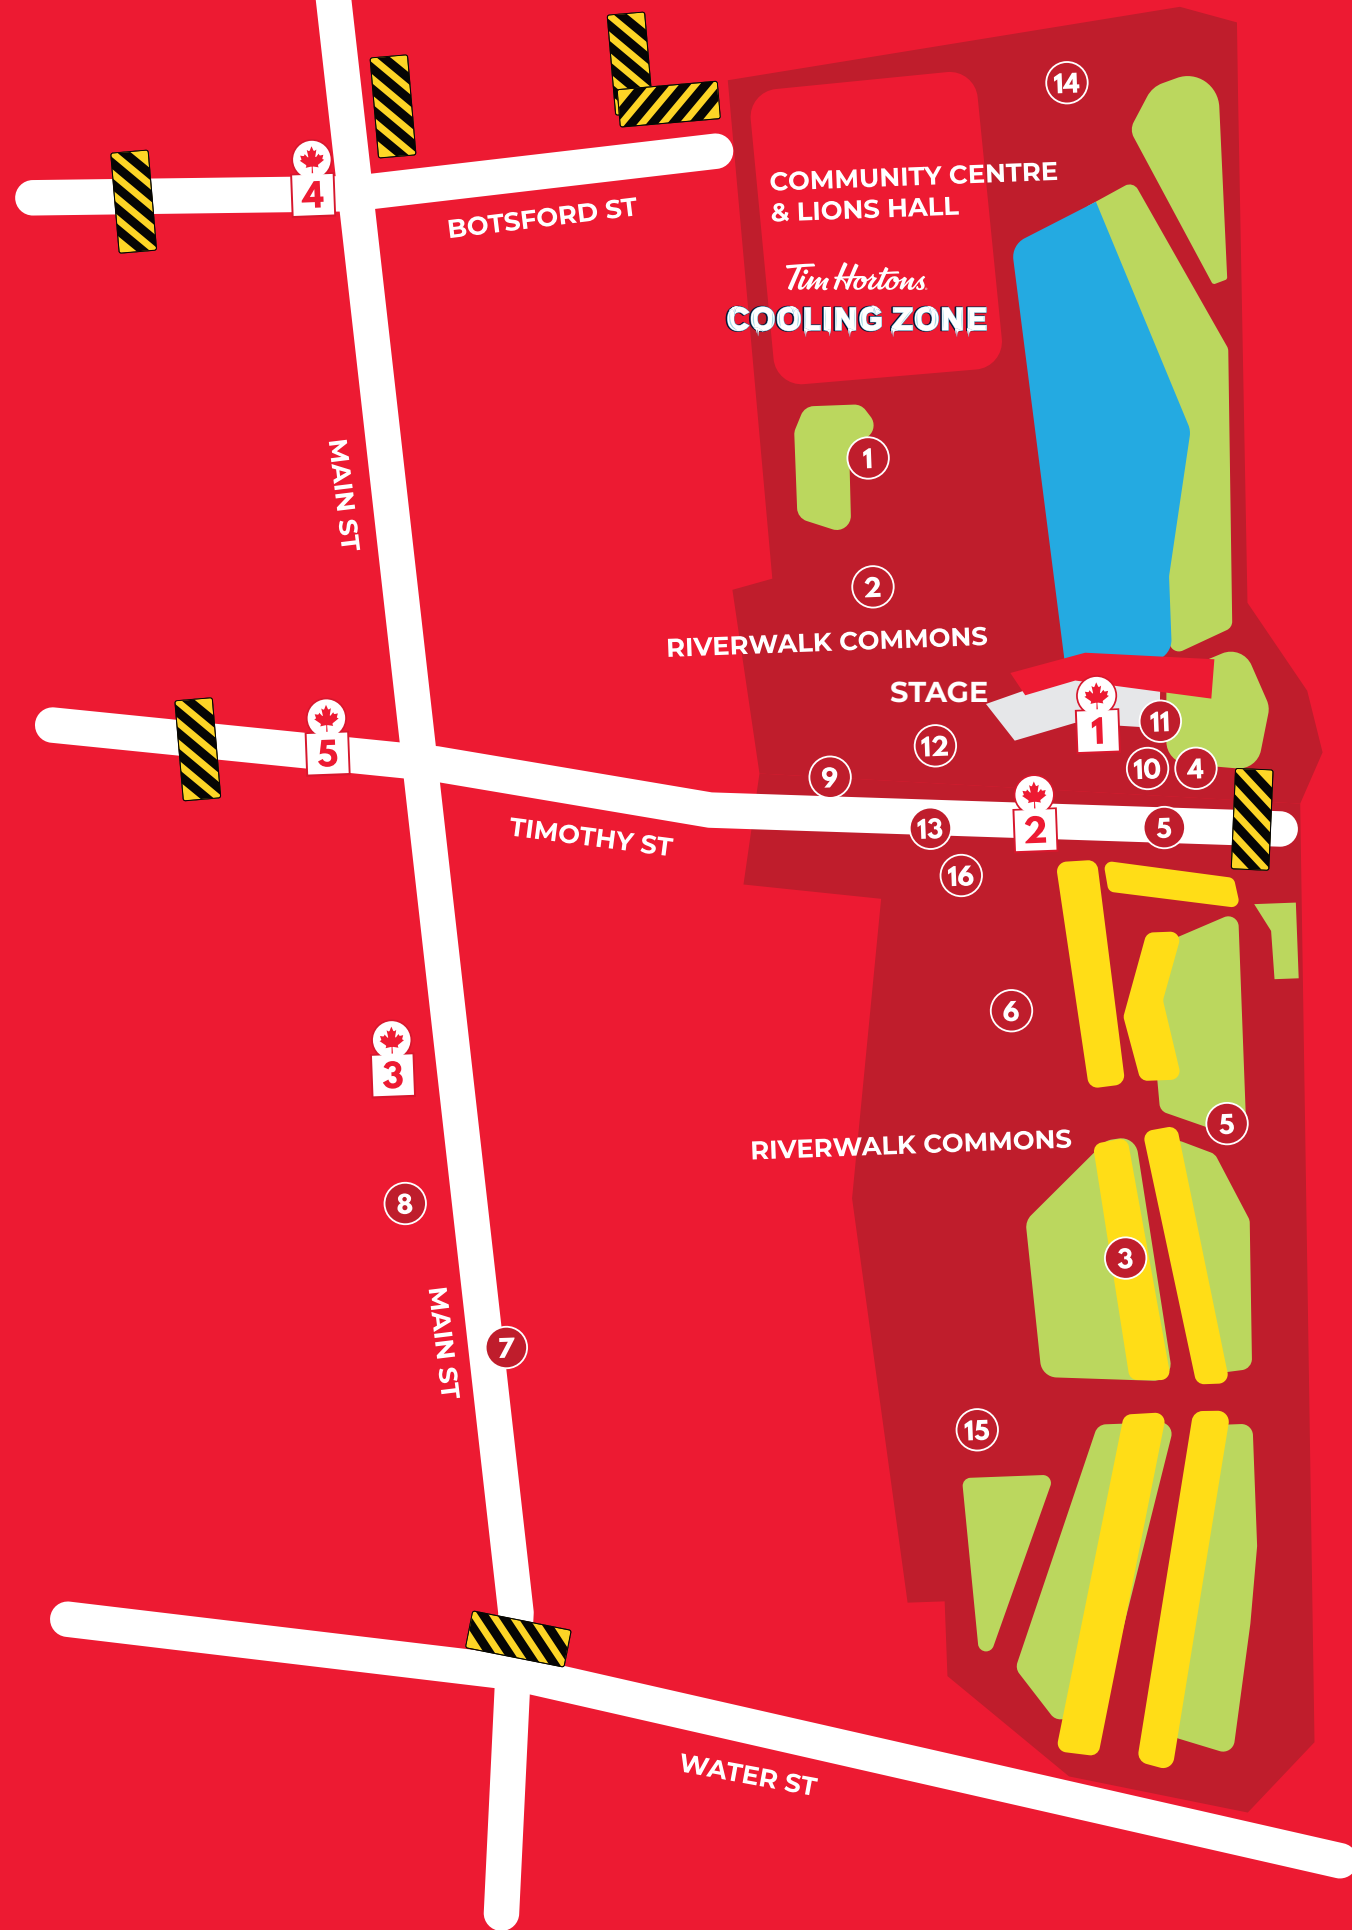 14
4
BOTSFORD ST
COMMUNITY CENTRE
& LIONS HALL
Tim Hortons
COOLING ZONE
MAIN ST
1
2
RIVERWALK COMMONS
STAGE
1
11
5
12
10
4
9
2
13
5
TIMOTHY ST
16
6
3
5
RIVERWALK COMMONS
8
3
MAIN ST
7
15
WATER ST